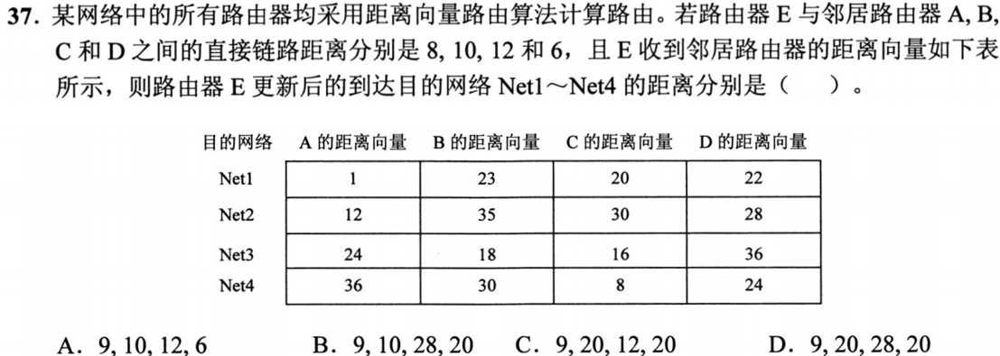 37. 某网络中的所有路由器均采用距离向量路由算法计算路由。若路由器 E 与邻居路由器 A, B,
C 和 D 之间的直接链路距离分别是 8, 10, 12 和 6，且 E 收到邻居路由器的距离向量如下表
所示，则路由器 E 更新后的到达目的网络 Net1～Net4 的距离分别是（　　）。
目的网络 A 的距离向量 B 的距离向量 C 的距离向量 D 的距离向量
Net1 1 23 20 22
Net2 12 35 30 28
Net3 24 18 16 36
Net4 36 30 8 24
A. 9, 10, 12, 6 B. 9, 10, 28, 20 C. 9, 20, 12, 20 D. 9, 20, 28, 20